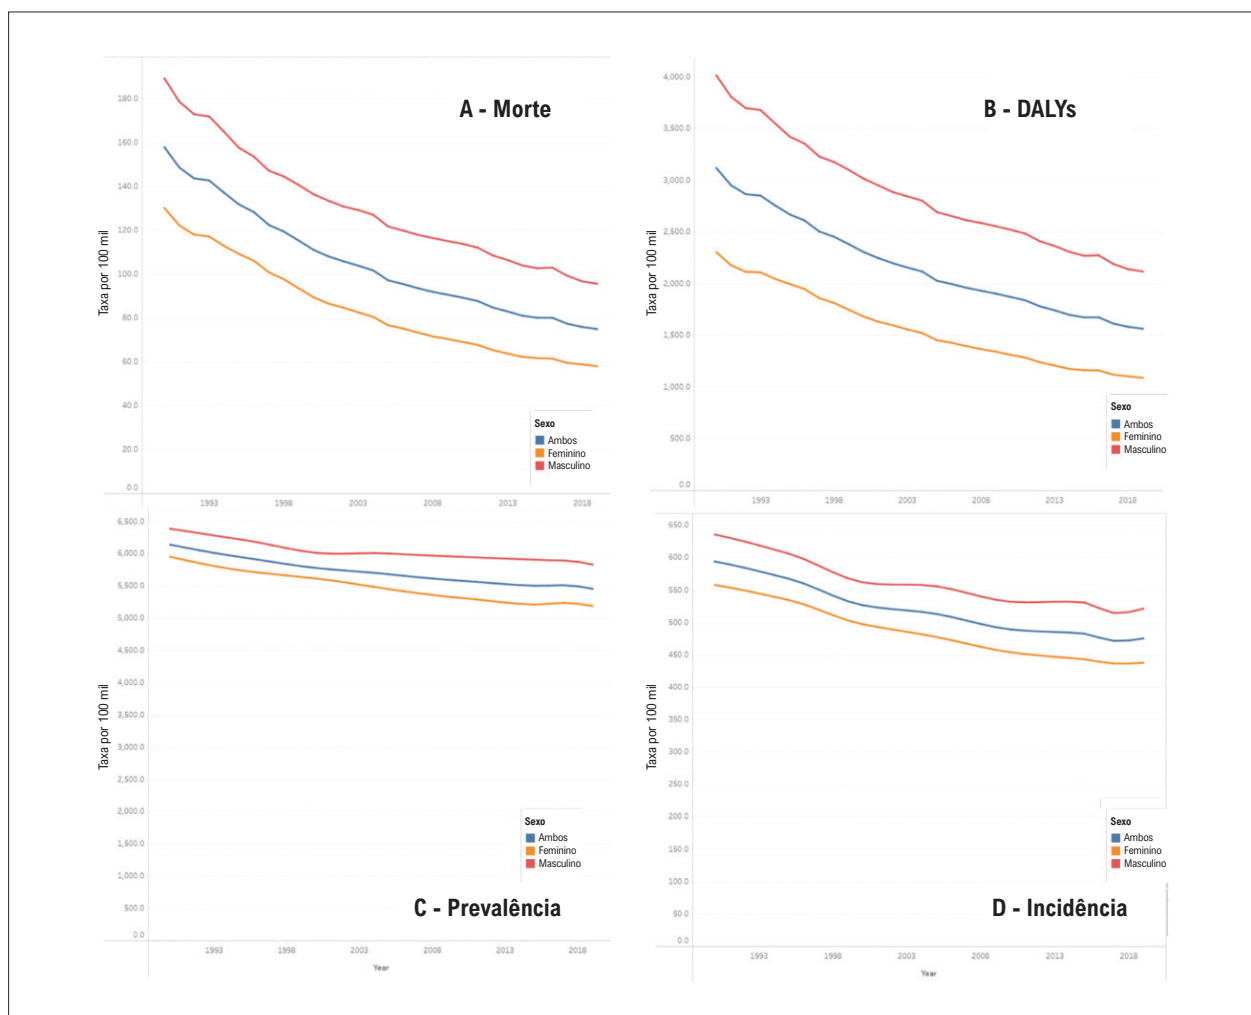 A - Morte
Taxa por 100 mil
180.0
160.0
140.0
120.0
100.0
80.0
60.0
40.0
20.0
0.0
Sexo
Ambos
Feminino
Masculino
1993
1998
2003
2008
2013
2018
B - DALYs
Taxa por 100 mil
4,000.0
3,500.0
3,000.0
2,500.0
2,000.0
1,500.0
1,000.0
500.0
0.0
Sexo
Ambos
Feminino
Masculino
1993
1998
2003
2008
2013
2018
Taxa por 100 mil
6,500.0
6,000.0
5,500.0
5,000.0
4,500.0
4,000.0
3,500.0
3,000.0
2,500.0
2,000.0
1,500.0
1,000.0
500.0
0.0
Sexo
Ambos
Feminino
Masculino
C - Prevalência
1993
1998
2003
2008
2013
2018
Year
Taxa por 100 mil
650.0
600.0
550.0
500.0
450.0
400.0
350.0
300.0
250.0
200.0
150.0
100.0
50.0
0.0
Sexo
Ambos
Feminino
Masculino
D - Incidência
1993
1998
2003
2008
2013
2018
Year